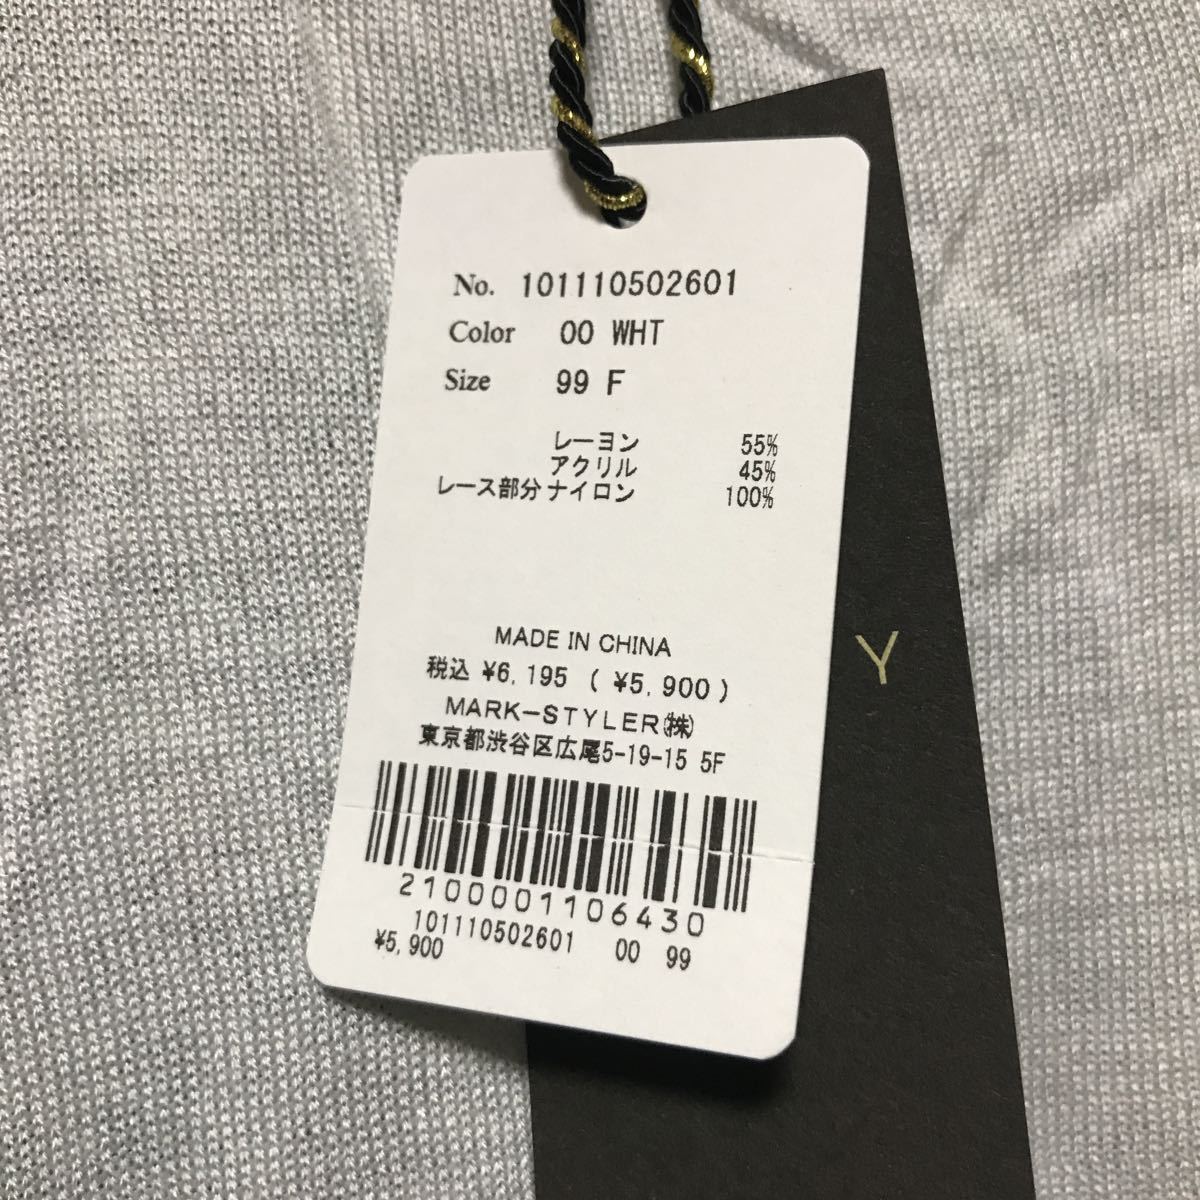 No. 101110502601
Color 00 WHT
Size 99 F
レーヨン 55%
アクリル 45%
レース部分 ナイロン 100%
MADE IN CHINA
税込 ¥6,195 ( ¥5,900 )
MARK-STYLER㈱
東京都渋谷区広尾5-19-15 5F
2100001106430
101110502601 00 99
¥5,900
Y